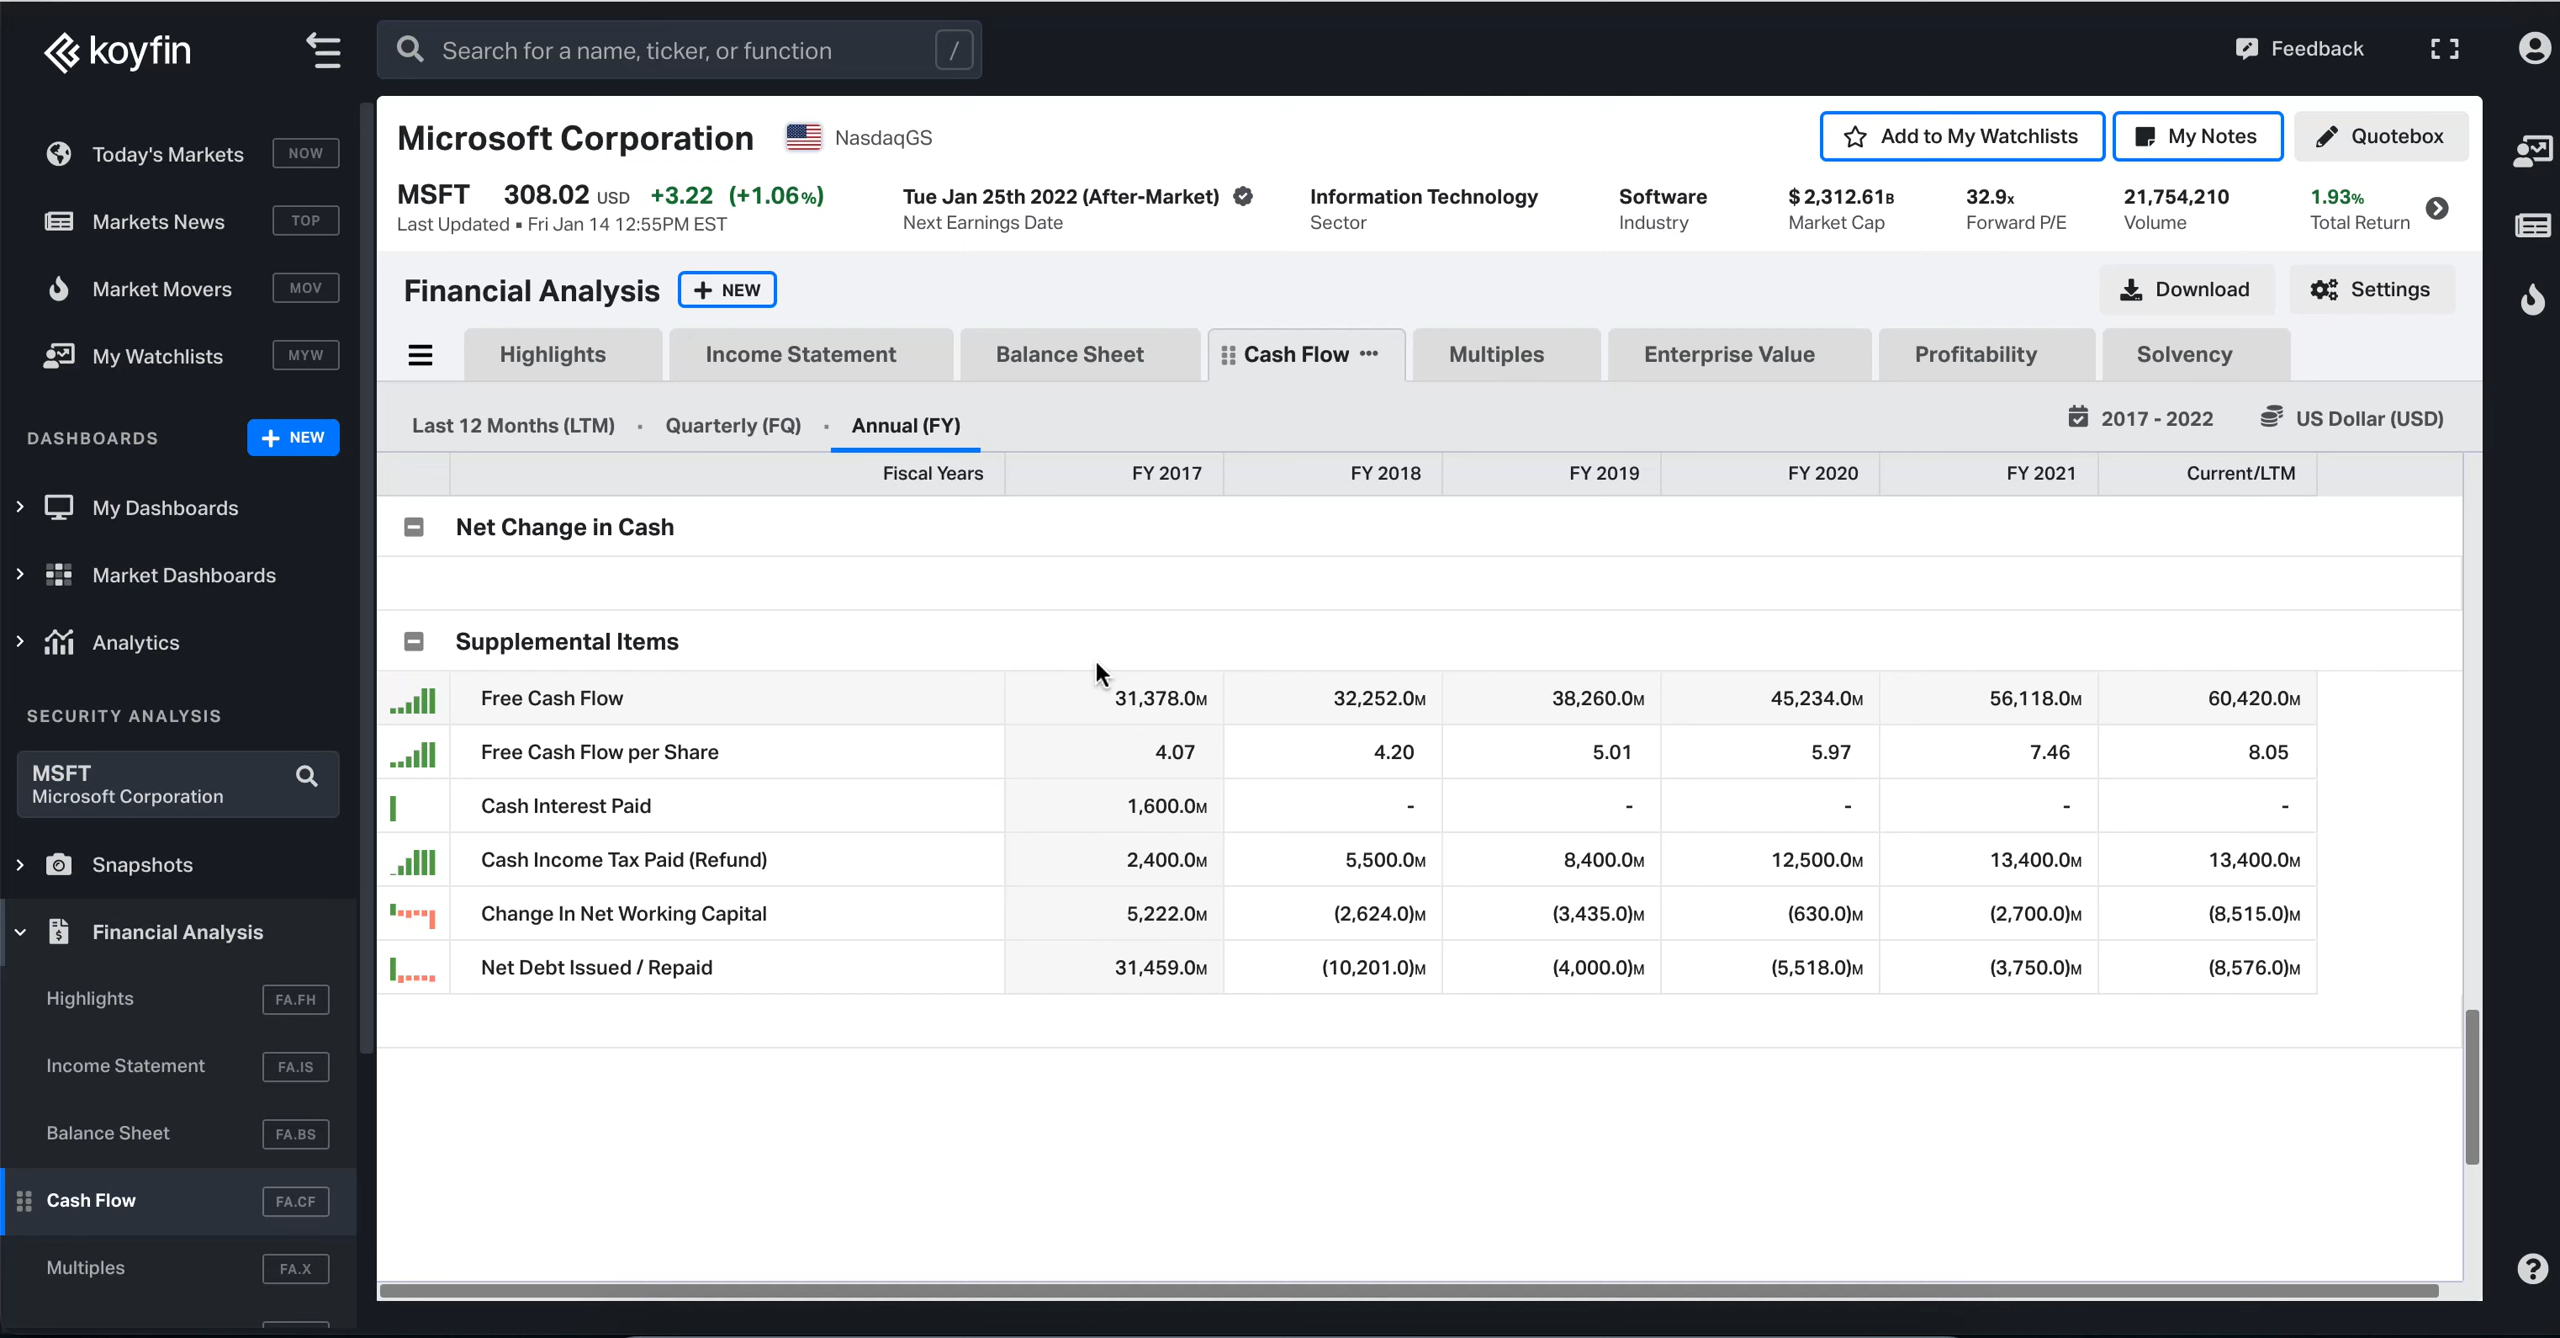 koyfin
Search for a name, ticker, or function /
Feedback
Today's Markets NOW
Markets News TOP
Market Movers MOV
My Watchlists MYW
DASHBOARDS + NEW
My Dashboards
Market Dashboards
Analytics
SECURITY ANALYSIS
MSFT
Microsoft Corporation
Snapshots
Financial Analysis
Highlights FA.FH
Income Statement FA.IS
Balance Sheet FA.BS
Cash Flow FA.CF
Multiples FA.X
Microsoft Corporation NasdaqGS
Add to My Watchlists My Notes Quotebox
MSFT 308.02 USD +3.22 (+1.06%) Tue Jan 25th 2022 (After-Market) Information Technology Software $2,312.61B 32.9x 21,754,210 1.93%
Last Updated ▪ Fri Jan 14 12:55PM EST Next Earnings Date Sector Industry Market Cap Forward P/E Volume Total Return
Financial Analysis + NEW Download Settings
Highlights Income Statement Balance Sheet Cash Flow ••• Multiples Enterprise Value Profitability Solvency
Last 12 Months (LTM) · Quarterly (FQ) · Annual (FY) 2017 - 2022 US Dollar (USD)
Fiscal Years FY 2017 FY 2018 FY 2019 FY 2020 FY 2021 Current/LTM
Net Change in Cash
Supplemental Items
Free Cash Flow 31,378.0M 32,252.0M 38,260.0M 45,234.0M 56,118.0M 60,420.0M
Free Cash Flow per Share 4.07 4.20 5.01 5.97 7.46 8.05
Cash Interest Paid 1,600.0M - - - - -
Cash Income Tax Paid (Refund) 2,400.0M 5,500.0M 8,400.0M 12,500.0M 13,400.0M 13,400.0M
Change In Net Working Capital 5,222.0M (2,624.0)M (3,435.0)M (630.0)M (2,700.0)M (8,515.0)M
Net Debt Issued / Repaid 31,459.0M (10,201.0)M (4,000.0)M (5,518.0)M (3,750.0)M (8,576.0)M
?